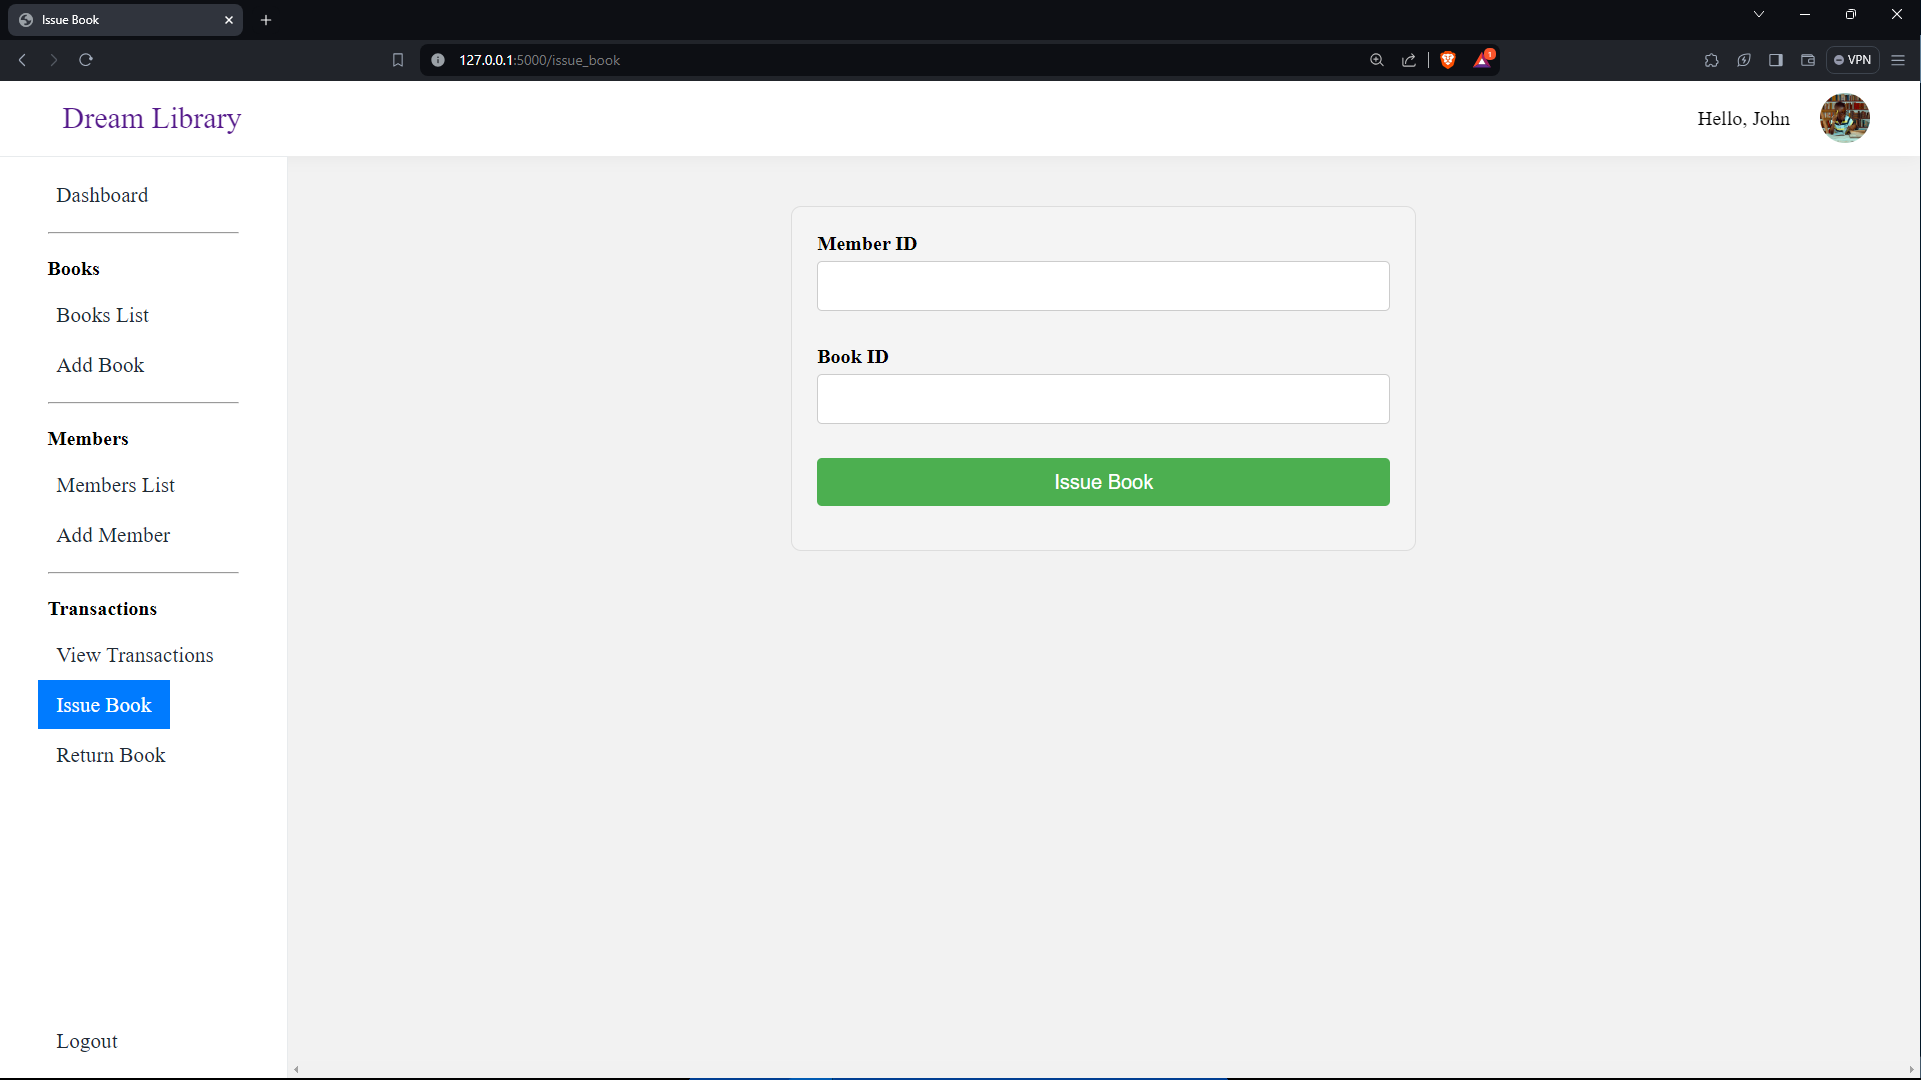 Issue Book
127.0.0.1:5000/issue_book
1
VPN
Dream Library
Hello, John
Dashboard
Books
Books List
Add Book
Members
Members List
Add Member
Transactions
View Transactions
Issue Book
Return Book
Logout
Member ID
Book ID
Issue Book